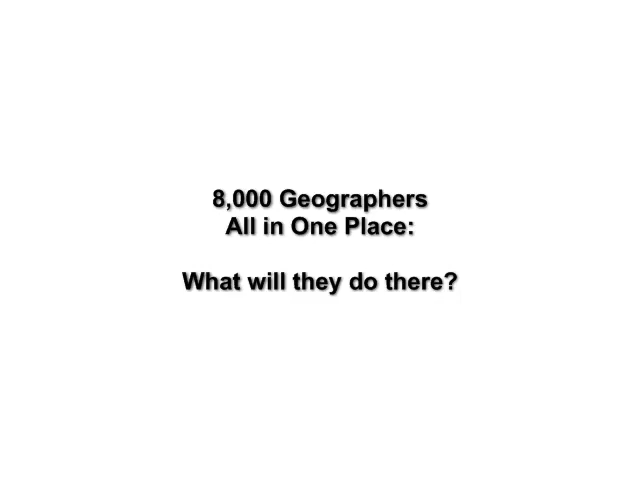 8,000 Geographers
All in One Place:
What will they do there?